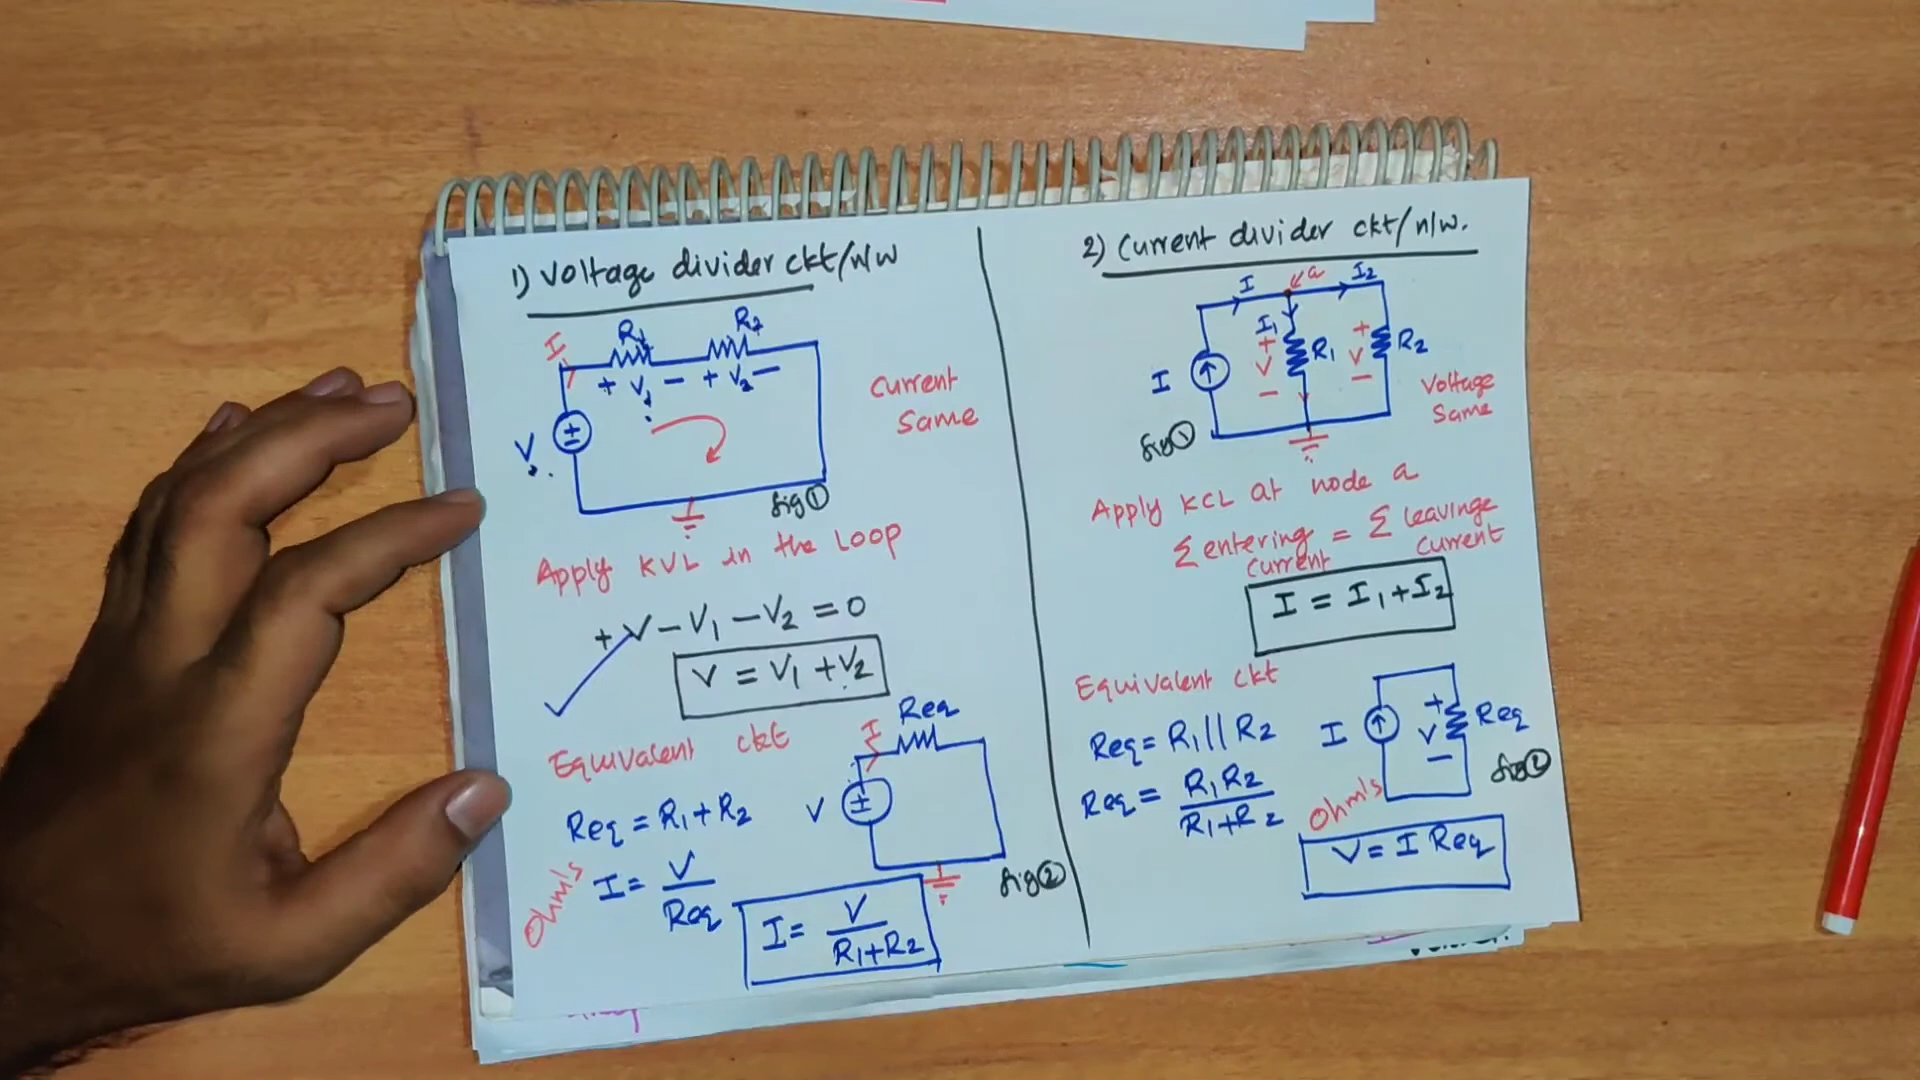 1) Voltage divider ckt/n/w
I
R1
R2
+ V1 - + V2 -
V
Current
Same
fig①
Apply KVL in the Loop
+V-V1-V2=0
V = V1+V2
Equivalent ckt
Req = R1+R2
Ohm's
I= V/Req
I= V/R1+R2
I
Req
V
fig②
2) Current divider ckt/n/w.
I
a
I2
I1
+
V
-
R1
+
V
-
R2
I
Voltage
Same
fig①
Apply KCL at node a
Σ entering current = Σ leavinge current
I = I1+I2
Equivalent ckt
Req= R1||R2
Req= R1R2/R1+R2
I
+
V
-
Req
fig②
Ohm's
V= I Req